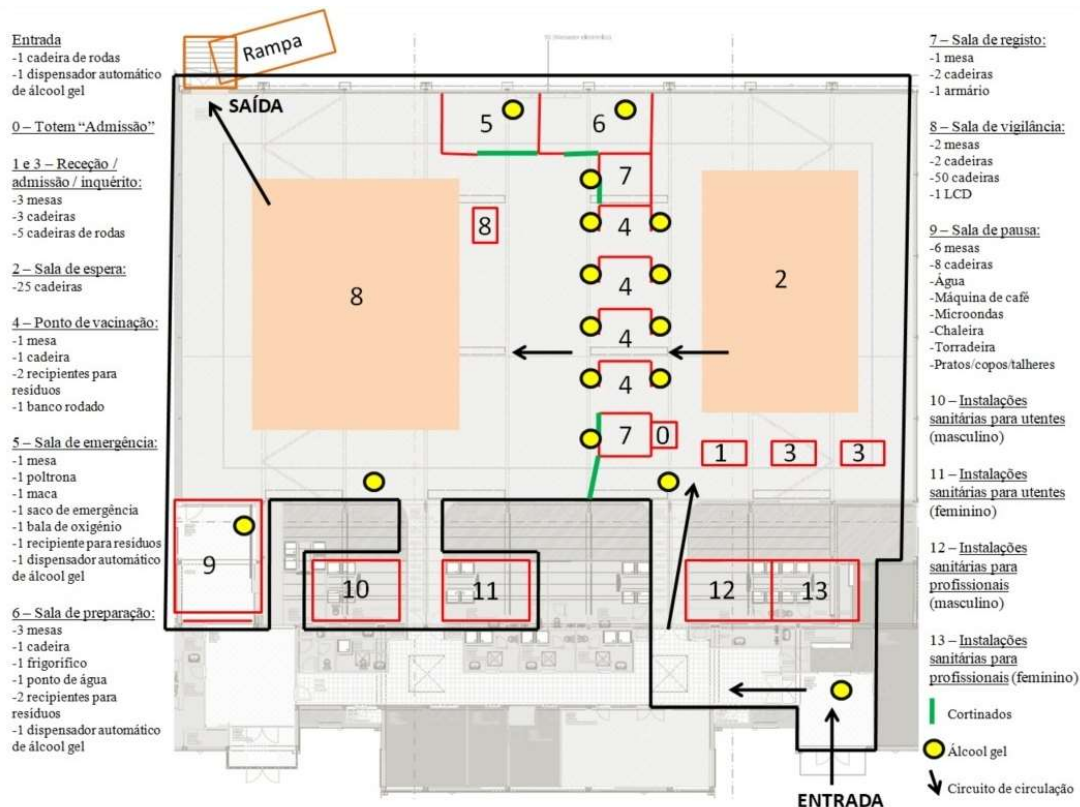 Entrada
-1 cadeira de rodas
-1 dispensador automático
de álcool gel
0 – Totem “Admissão”
1 e 3 – Receção /
admissão / inquérito:
-3 mesas
-3 cadeiras
-5 cadeiras de rodas
2 – Sala de espera:
-25 cadeiras
4 – Ponto de vacinação:
-1 mesa
-1 cadeira
-2 recipientes para
resíduos
-1 banco rodado
5 – Sala de emergência:
-1 mesa
-1 poltrona
-1 maca
-1 saco de emergência
-1 bala de oxigénio
-1 recipiente para resíduos
-1 dispensador automático
de álcool gel
6 – Sala de preparação:
-3 mesas
-1 cadeira
-1 frigorífico
-1 ponto de água
-2 recipientes para
resíduos
-1 dispensador automático
de álcool gel
Rampa
SAÍDA
5
6
7
8
4
8
4
2
4
4
7
0
1
3
3
9
10
11
12
13
ENTRADA
7 – Sala de registo:
-1 mesa
-2 cadeiras
-1 armário
8 – Sala de vigilância:
-2 mesas
-2 cadeiras
-50 cadeiras
-1 LCD
9 – Sala de pausa:
-6 mesas
-8 cadeiras
-Água
-Máquina de café
-Microondas
-Chaleira
-Torradeira
-Pratos/copos/talheres
10 – Instalações
sanitárias para utentes
(masculino)
11 – Instalações
sanitárias para utentes
(feminino)
12 – Instalações
sanitárias para
profissionais
(masculino)
13 – Instalações
sanitárias para
profissionais (feminino)
Cortinados
Álcool gel
Circuito de circulação